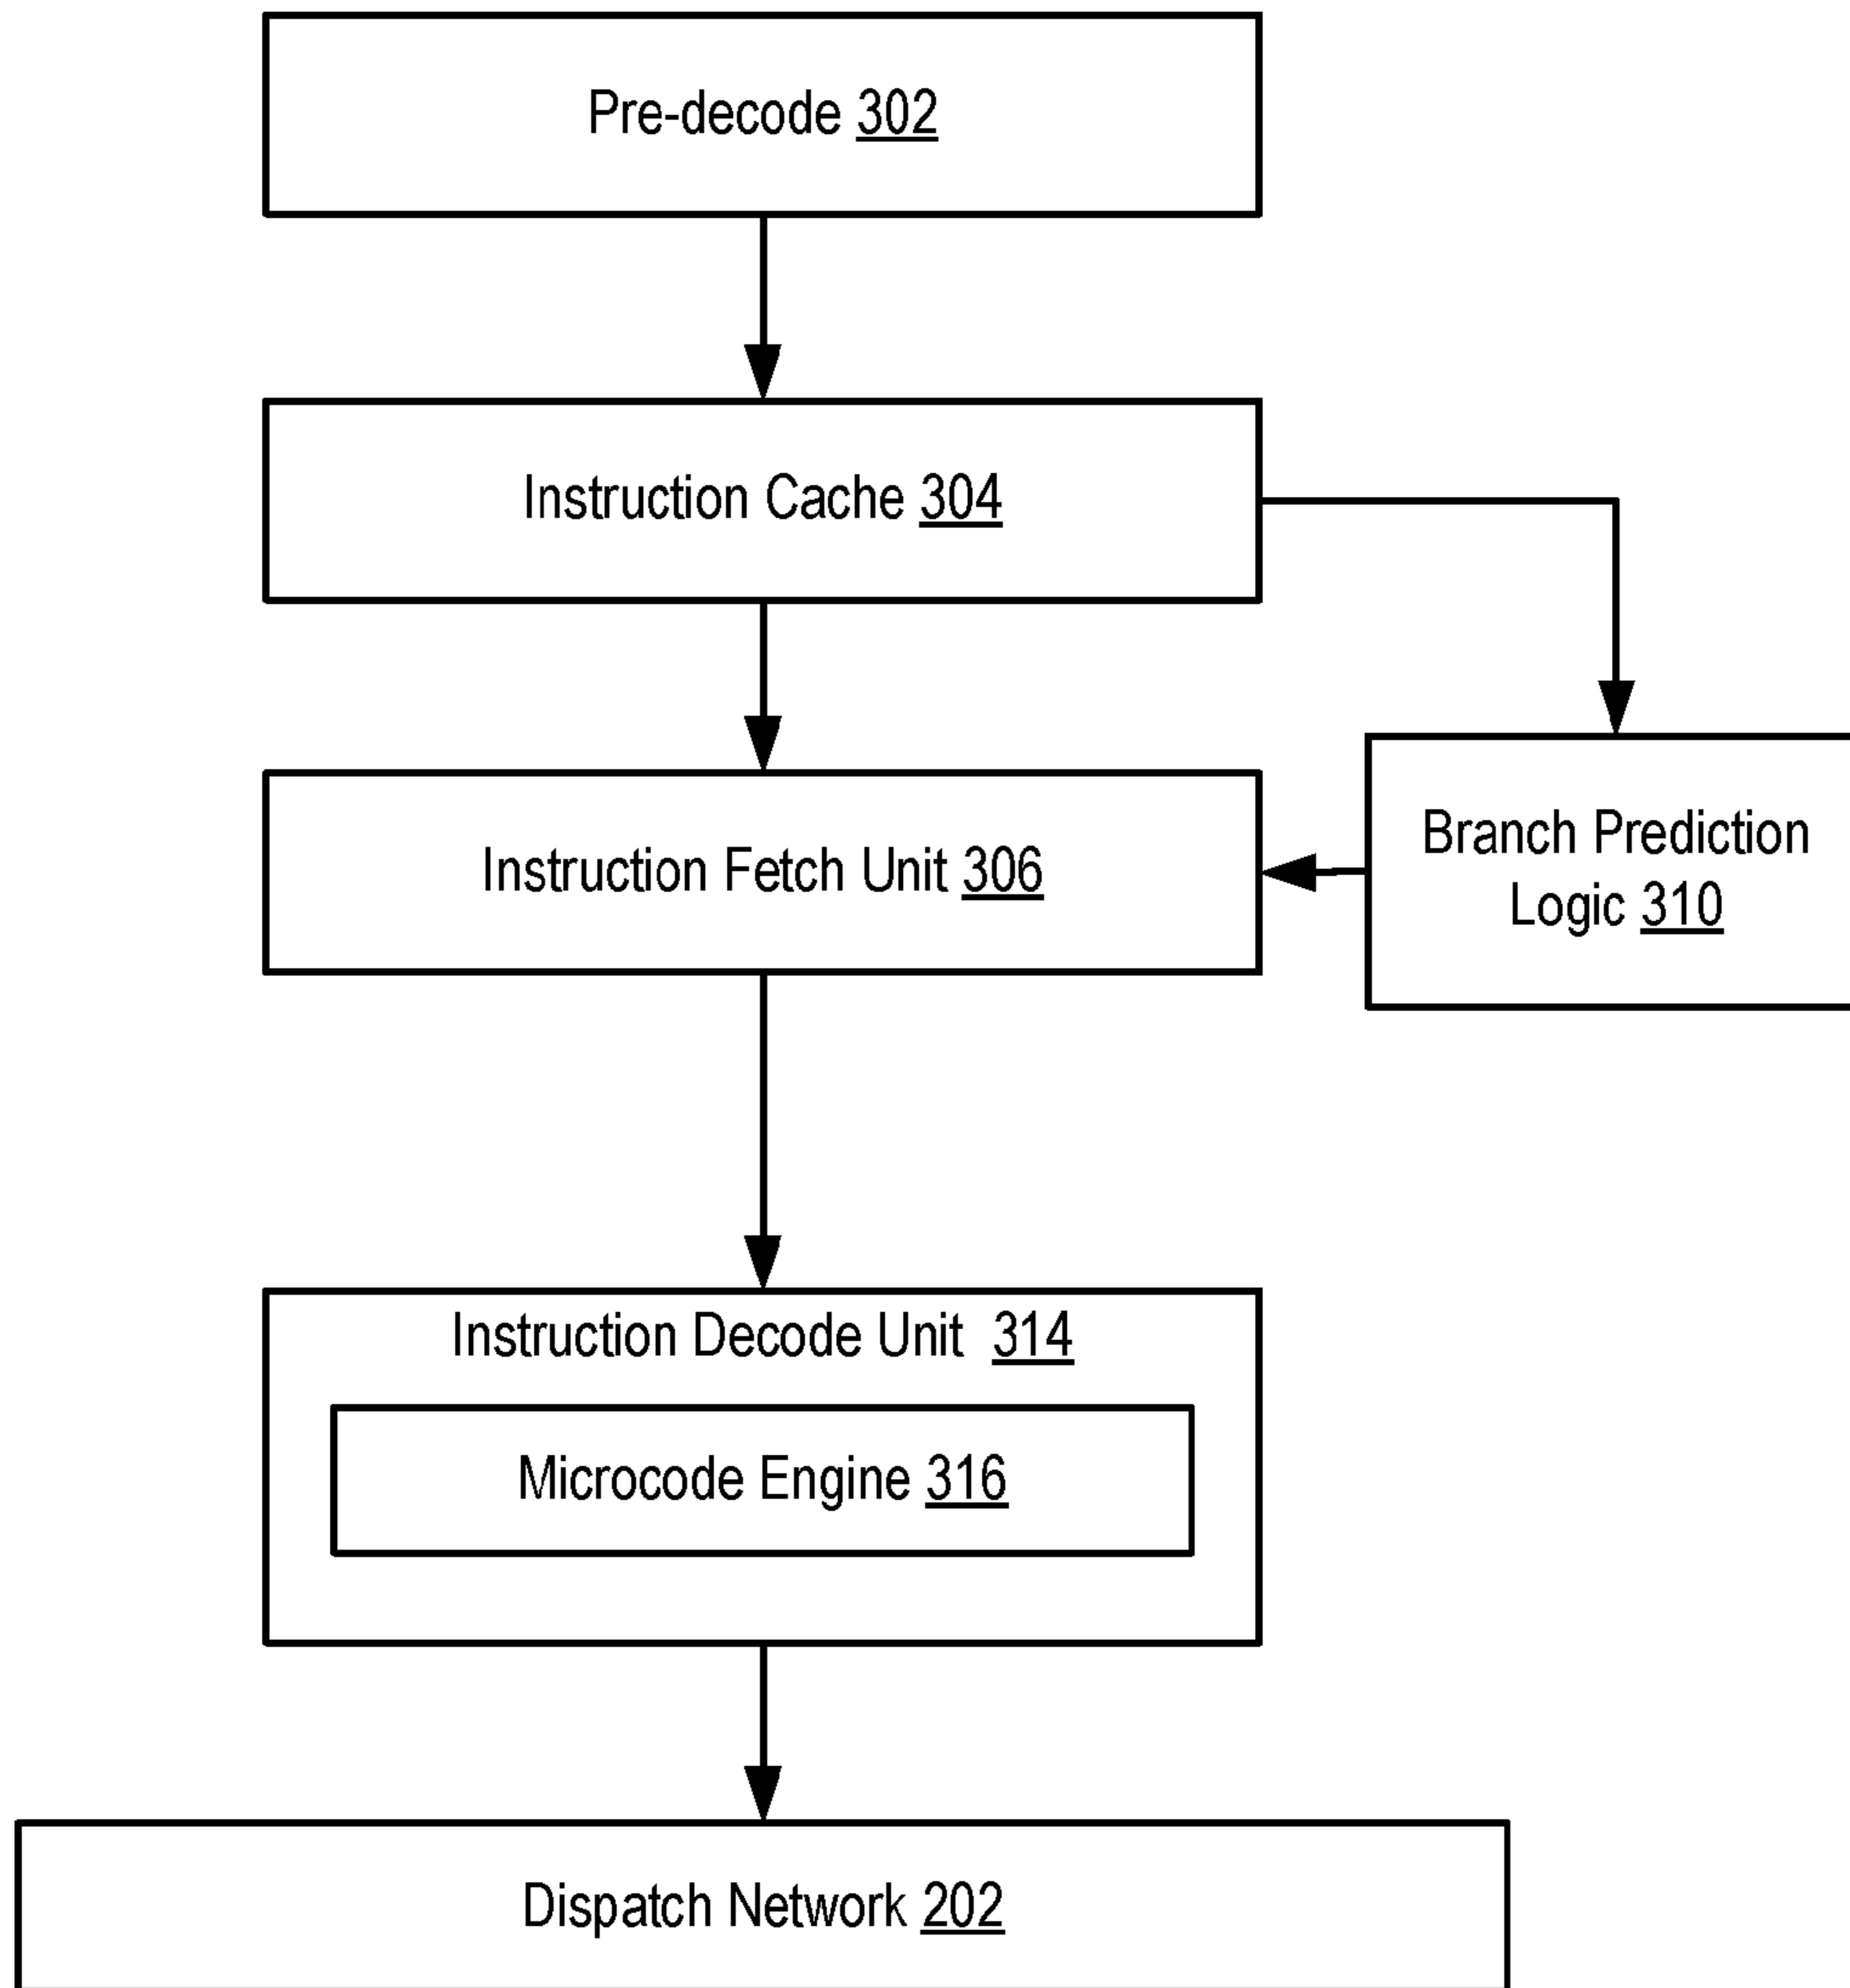 Pre-decode 302
Instruction Cache 304
Instruction Fetch Unit 306
Branch Prediction
Logic 310
Instruction Decode Unit 314
Microcode Engine 316
Dispatch Network 202